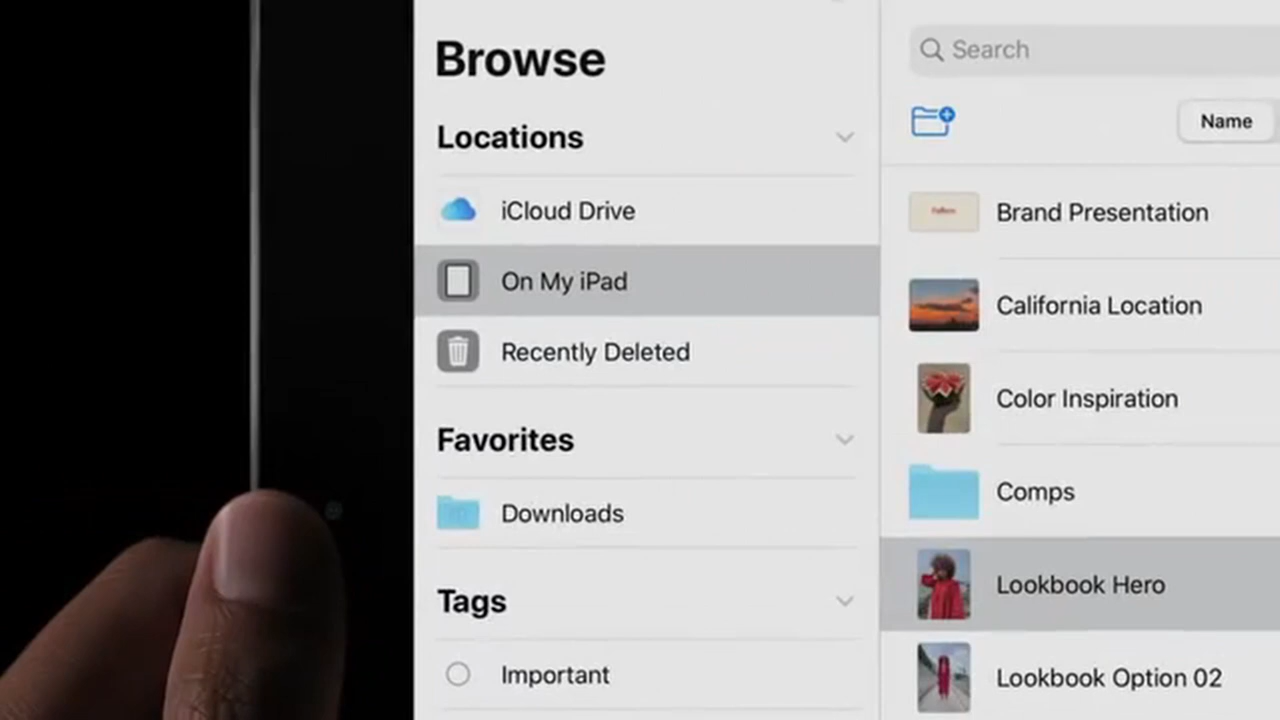 Browse
Locations
iCloud Drive
On My iPad
Recently Deleted
Favorites
Downloads
Tags
Important
Search
Name
Brand Presentation
California Location
Color Inspiration
Comps
Lookbook Hero
Lookbook Option 02